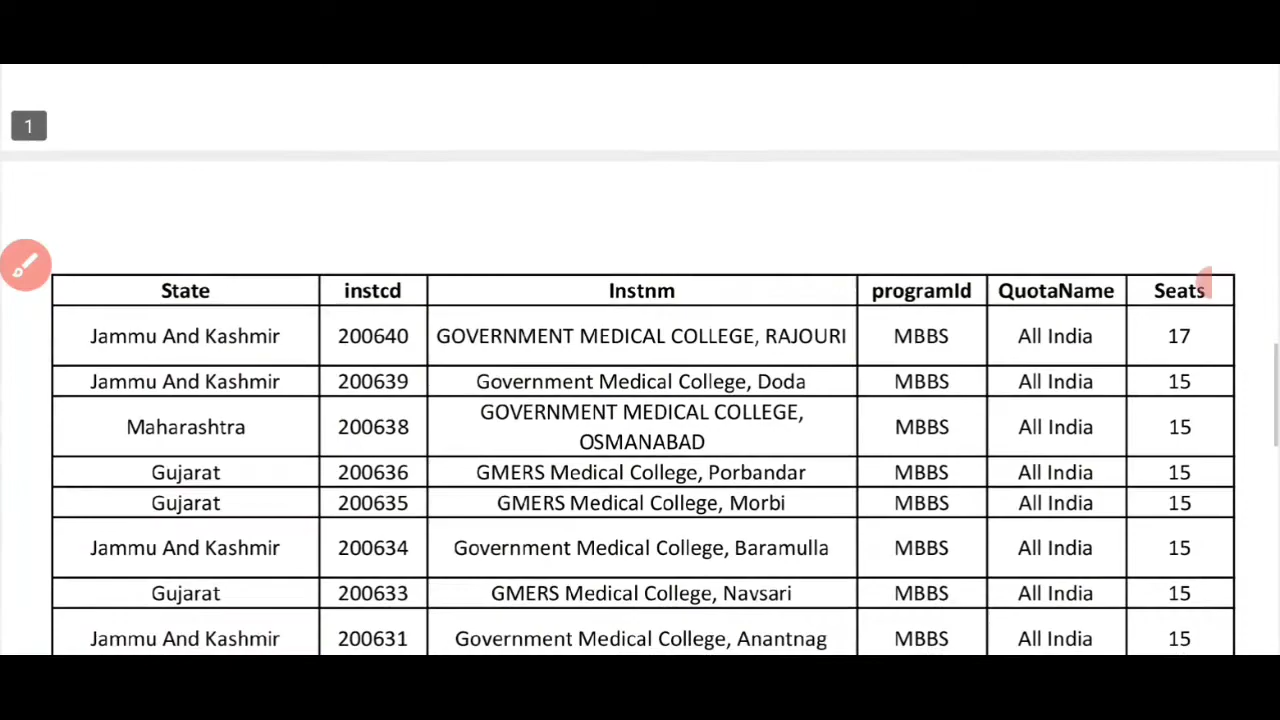 1
State instcd Instnm programId QuotaName Seats
Jammu And Kashmir 200640 GOVERNMENT MEDICAL COLLEGE, RAJOURI MBBS All India 17
Jammu And Kashmir 200639 Government Medical College, Doda MBBS All India 15
Maharashtra 200638 GOVERNMENT MEDICAL COLLEGE, OSMANABAD MBBS All India 15
Gujarat 200636 GMERS Medical College, Porbandar MBBS All India 15
Gujarat 200635 GMERS Medical College, Morbi MBBS All India 15
Jammu And Kashmir 200634 Government Medical College, Baramulla MBBS All India 15
Gujarat 200633 GMERS Medical College, Navsari MBBS All India 15
Jammu And Kashmir 200631 Government Medical College, Anantnag MBBS All India 15